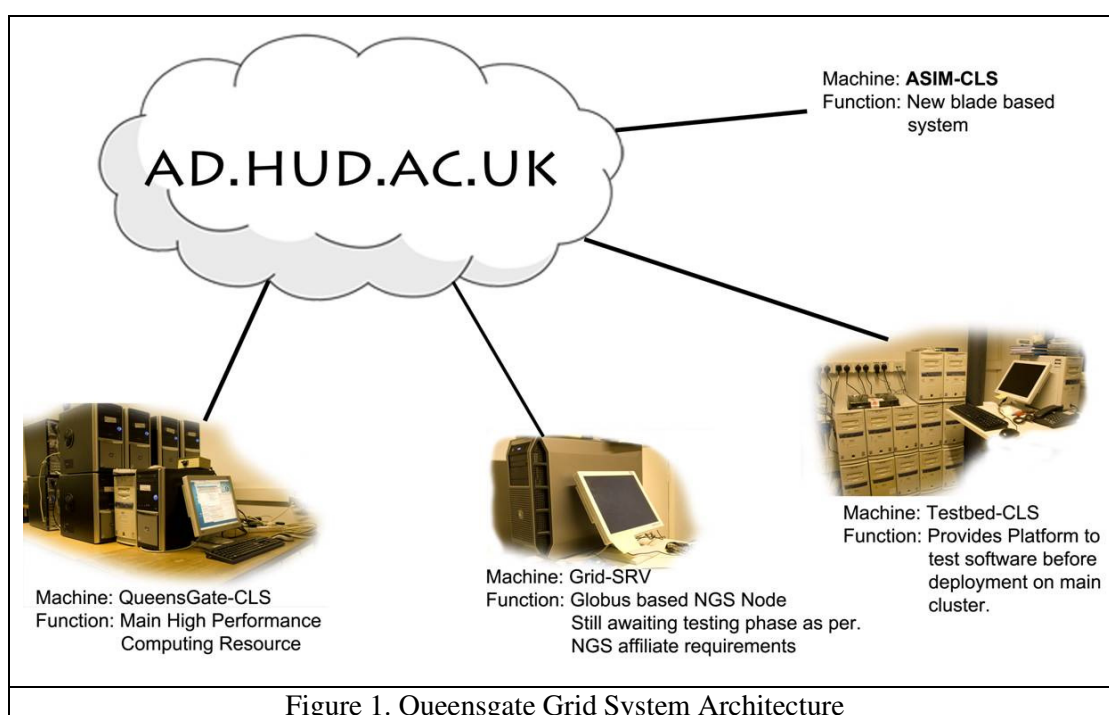 AD.HUD.AC.UK
Machine: ASIM-CLS
Function: New blade based
system
Machine: QueensGate-CLS
Function: Main High Performance
Computing Resource
Machine: Grid-SRV
Function: Globus based NGS Node
Still awaiting testing phase as per.
NGS affiliate requirements
Machine: Testbed-CLS
Function: Provides Platform to
test software before
deployment on main
cluster.
Figure 1. Queensgate Grid System Architecture